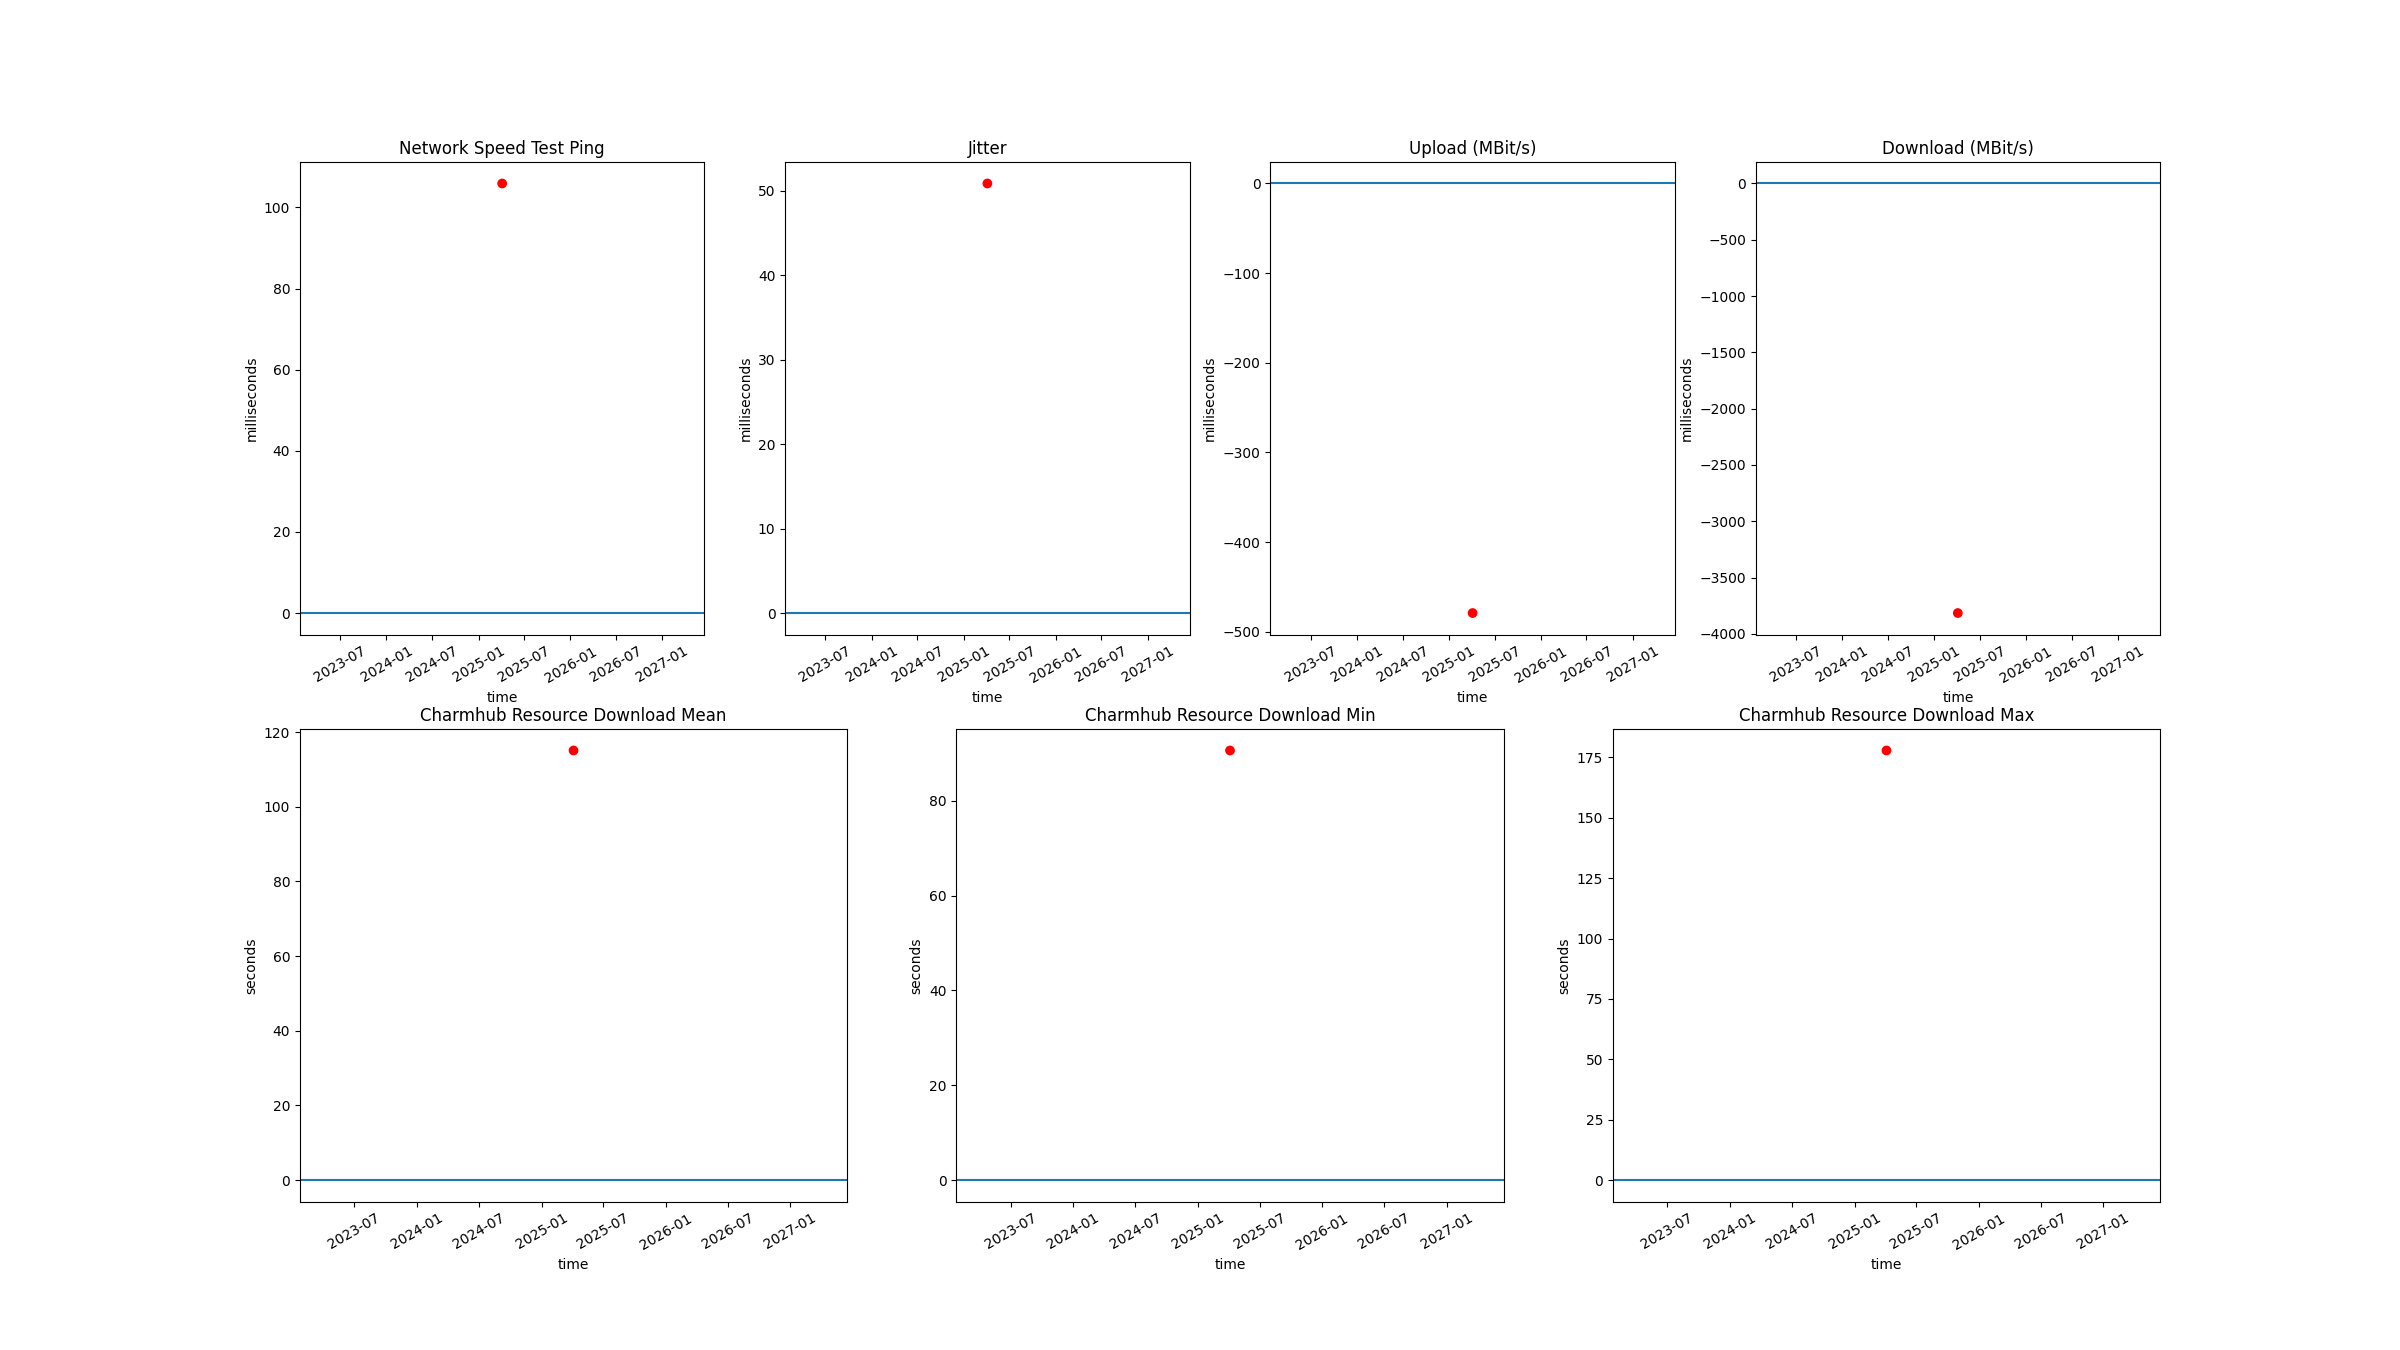 Network Speed Test Ping
milliseconds
100
80
60
40
20
0
2023-07 2024-01 2024-07 2025-01 2025-07 2026-01 2026-07 2027-01
time
Jitter
milliseconds
50
40
30
20
10
0
2023-07 2024-01 2024-07 2025-01 2025-07 2026-01 2026-07 2027-01
time
Upload (MBit/s)
milliseconds
0
−100
−200
−300
−400
−500
2023-07 2024-01 2024-07 2025-01 2025-07 2026-01 2026-07 2027-01
time
Download (MBit/s)
milliseconds
0
−500
−1000
−1500
−2000
−2500
−3000
−3500
−4000
2023-07 2024-01 2024-07 2025-01 2025-07 2026-01 2026-07 2027-01
time
Charmhub Resource Download Mean
seconds
120
100
80
60
40
20
0
2023-07 2024-01 2024-07 2025-01 2025-07 2026-01 2026-07 2027-01
time
Charmhub Resource Download Min
seconds
80
60
40
20
0
2023-07 2024-01 2024-07 2025-01 2025-07 2026-01 2026-07 2027-01
time
Charmhub Resource Download Max
seconds
175
150
125
100
75
50
25
0
2023-07 2024-01 2024-07 2025-01 2025-07 2026-01 2026-07 2027-01
time